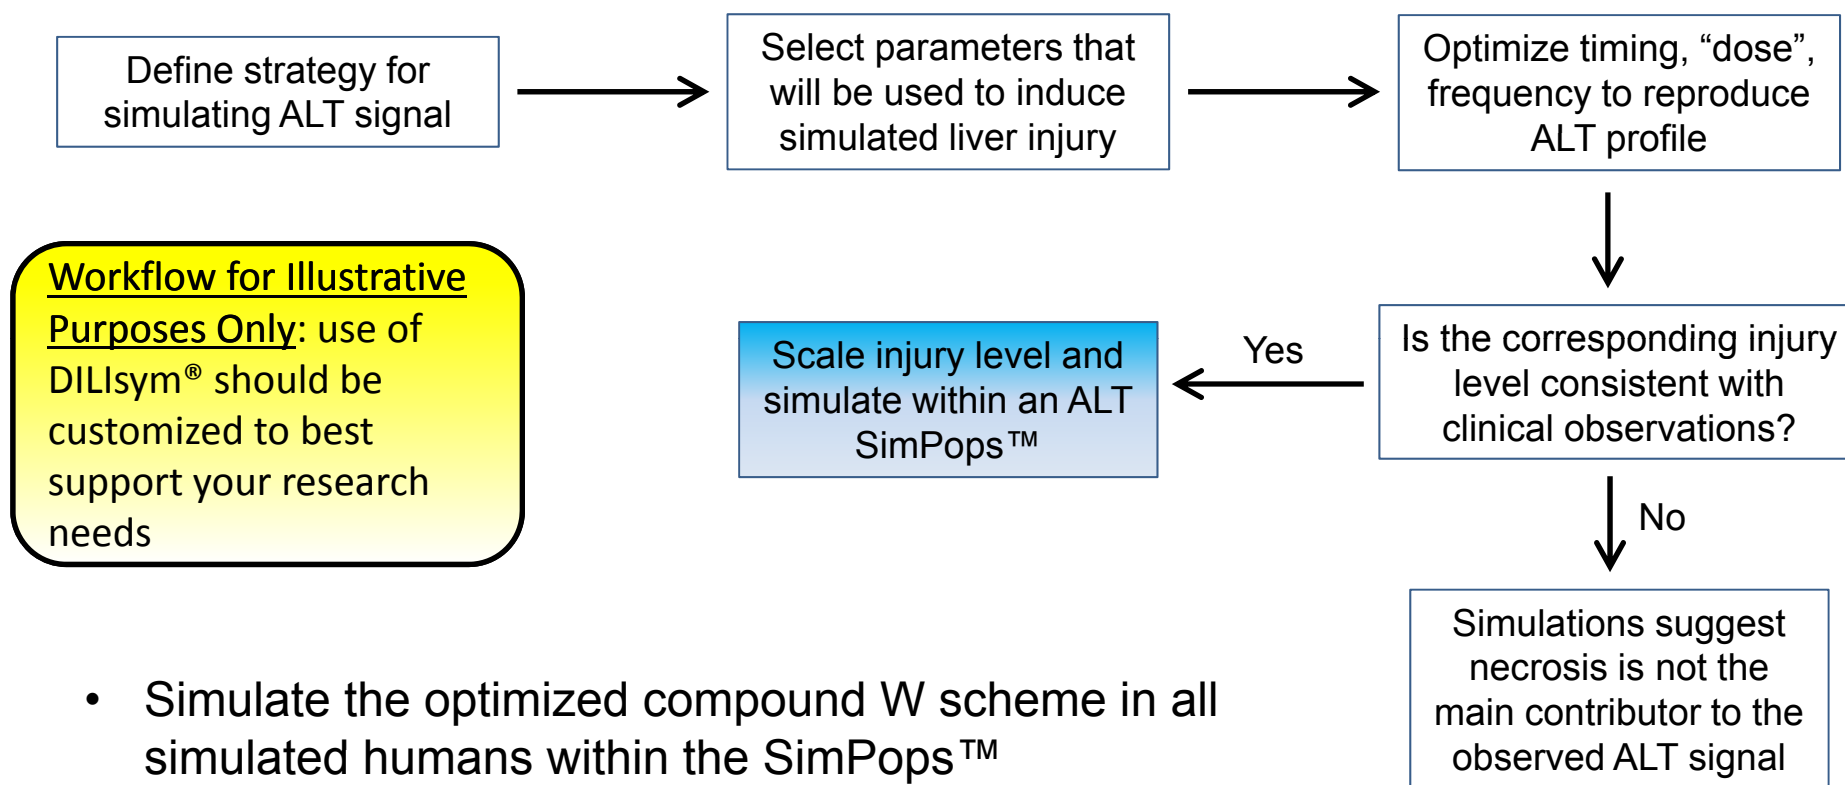 Define strategy for
simulating ALT signal
Select parameters that
will be used to induce
simulated liver injury
Optimize timing, “dose”,
frequency to reproduce
ALT profile
Workflow for Illustrative
Purposes Only: use of
DILIsym® should be
customized to best
support your research
needs
Scale injury level and
simulate within an ALT
SimPops™
Yes
Is the corresponding injury
level consistent with
clinical observations?
No
Simulations suggest
necrosis is not the
main contributor to the
observed ALT signal
• Simulate the optimized compound W scheme in all
simulated humans within the SimPops™